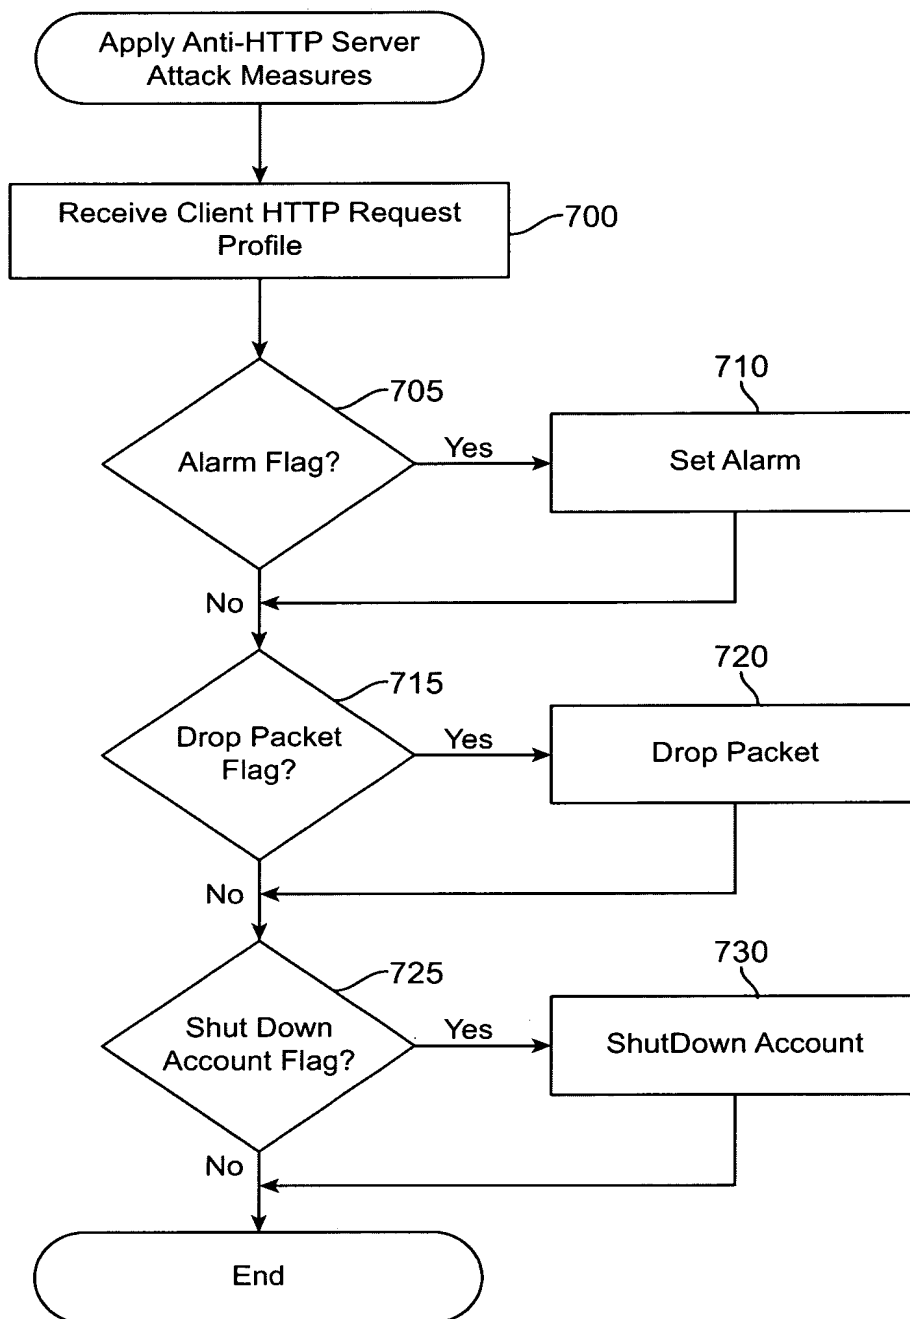 Apply Anti-HTTP Server
Attack Measures
Receive Client HTTP Request
Profile
700
705
710
Alarm Flag?
Yes
Set Alarm
No
715
720
Drop Packet
Flag?
Yes
Drop Packet
No
725
730
Shut Down
Account Flag?
Yes
ShutDown Account
No
End